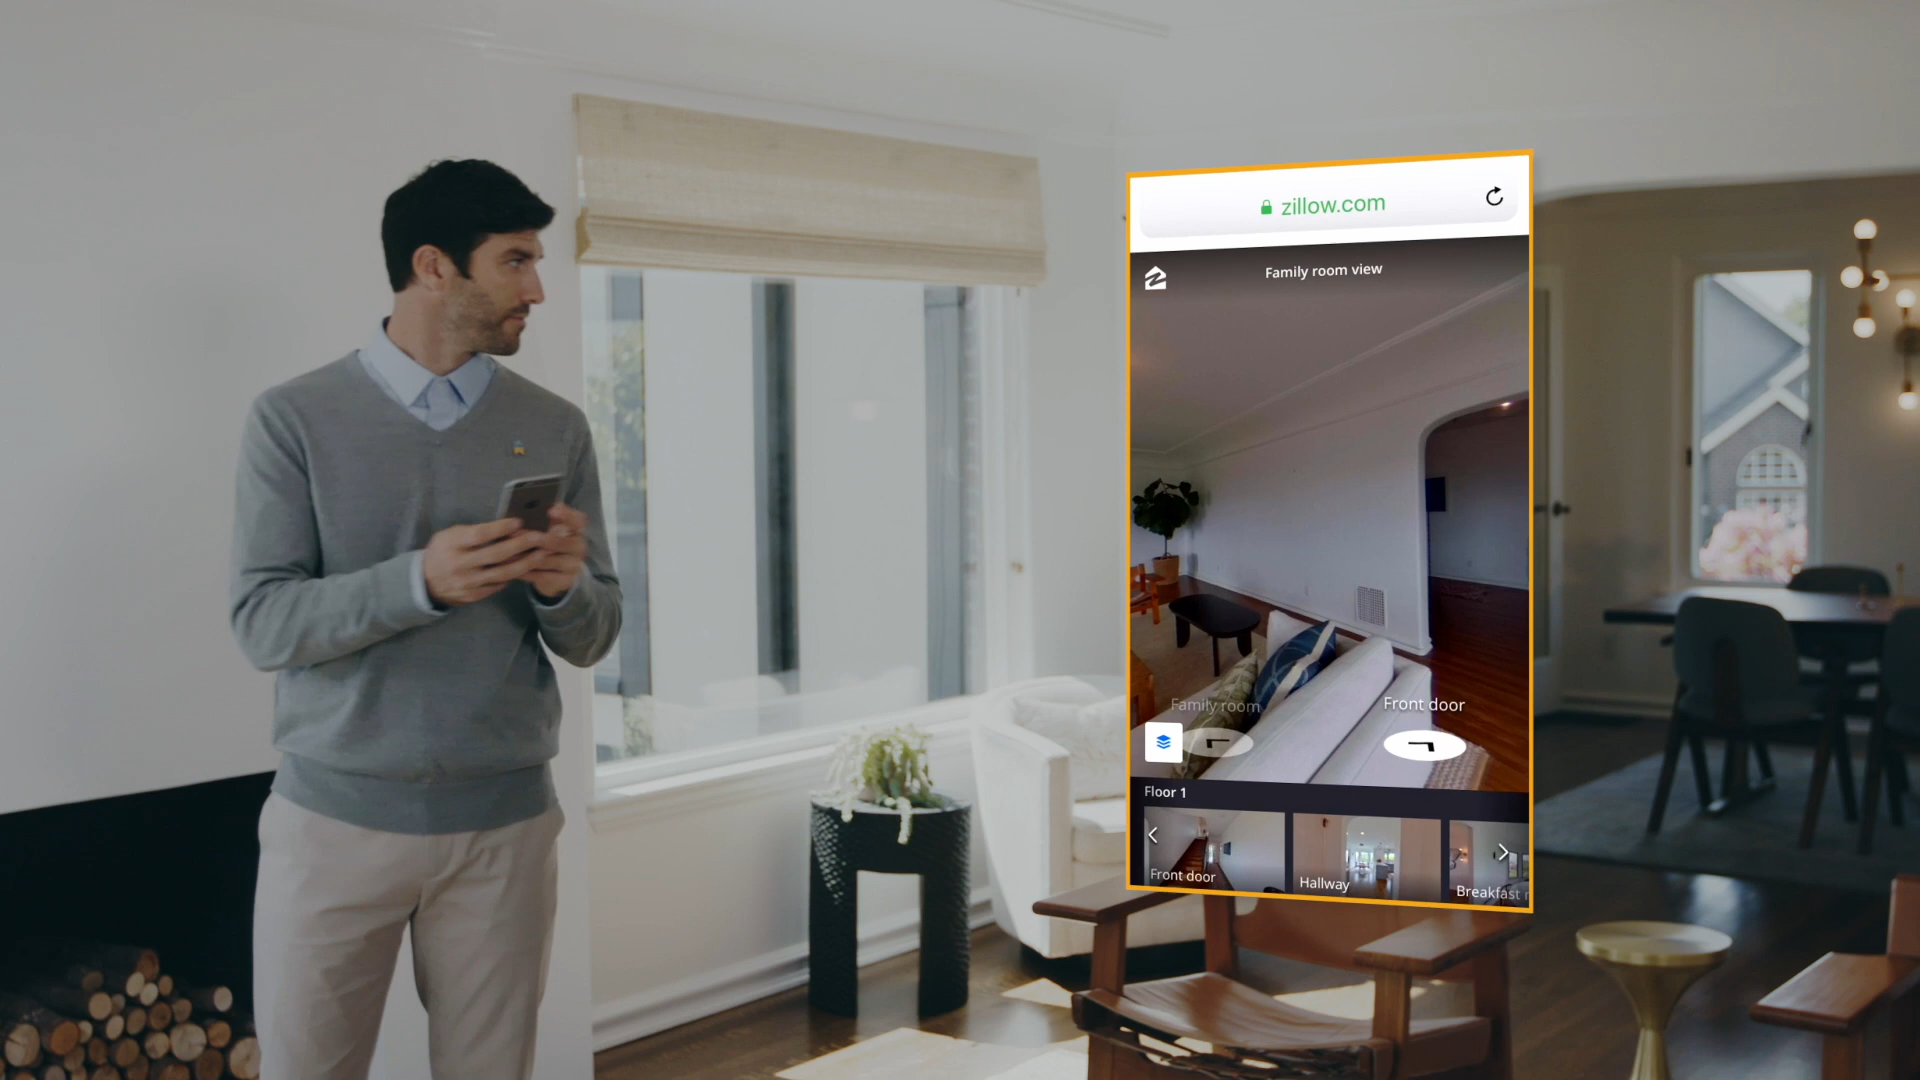 zillow.com
Family room view
Family room
Front door
Floor 1
Front door
Hallway
Breakfast